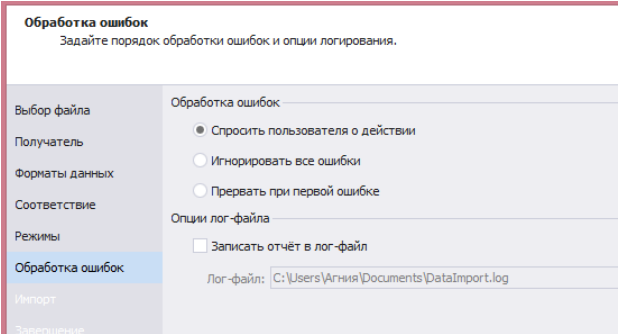 Обработка ошибок
Задайте порядок обработки ошибок и опции логирования.
Выбор файла
Получатель
Форматы данных
Соответствие
Режимы
Обработка ошибок
Импорт
Завершение
Обработка ошибок
Спросить пользователя о действии
Игнорировать все ошибки
Прервать при первой ошибке
Опции лог-файла
Записать отчёт в лог-файл
Лог-файл: C:\Users\Агния\Documents\DataImport.log